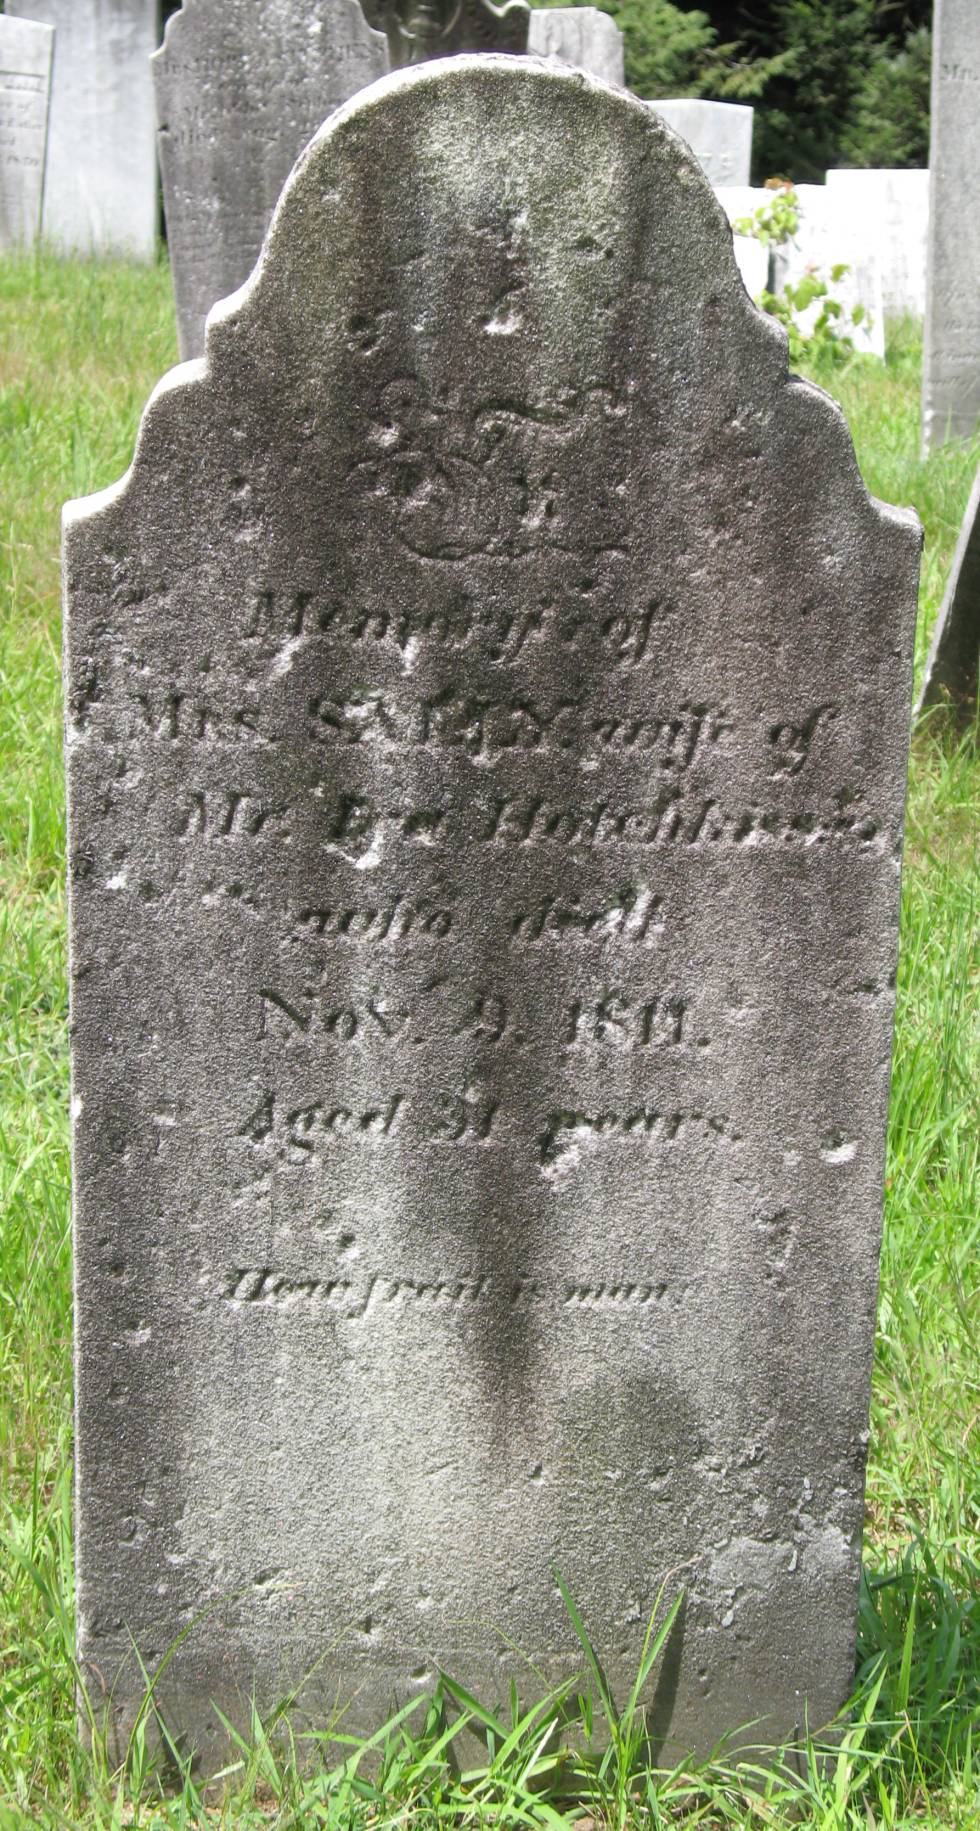 In
Memory of
Mrs. SALLY wife of
Mr. Ira Hotchkiss,
who died
Nov. 9. 1811.
Aged 31 years.
How frail is man.